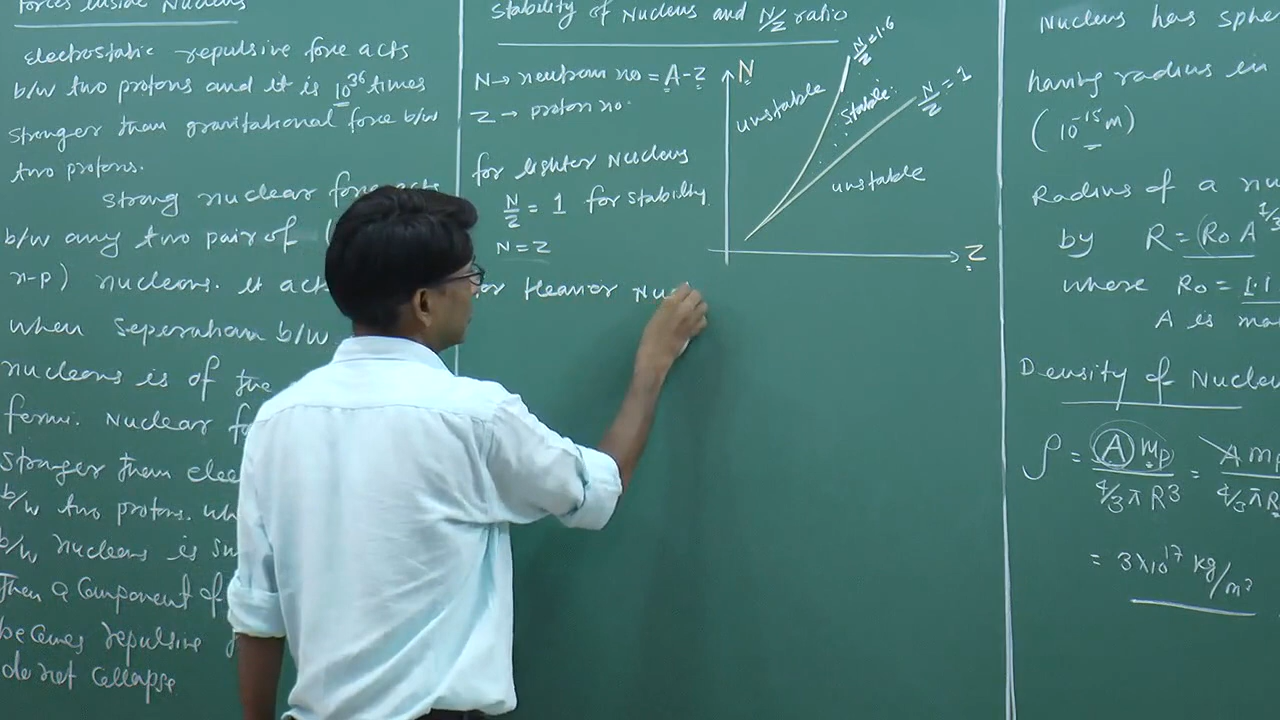 forces inside Nucleus
Electrostatic repulsive force acts
b/w two protons and it is 10^36 times
stronger than gravitational force b/w
two protons.
strong nuclear force acts
b/w any two pair of (
n-p) nucleons. it act
when seperation b/w
nucleons is of the
fermi. Nuclear f
stronger than elec
b/w two protons. wh
b/w nucleons is sm
Then a component of
becomes repulsive
do not collapse
stability of Nucleus and N/Z ratio
N → neutron no = A-Z
Z → proton no.
for lighter Nucleus
N/Z = 1 for stability
N = Z
for Heavier Nuc
N
N/Z = 1.6
unstable
stable
N/Z = 1
unstable
Z
Nucleus has sphe
having radius in
(10^-15 m)
Radius of a nu
by R = (R0 A^1/3
where R0 = 1.1
A is ma
Density of Nucleu
ρ = A mp / 4/3 π R^3 = A mp / 4/3 π R
= 3×10^17 kg/m^3